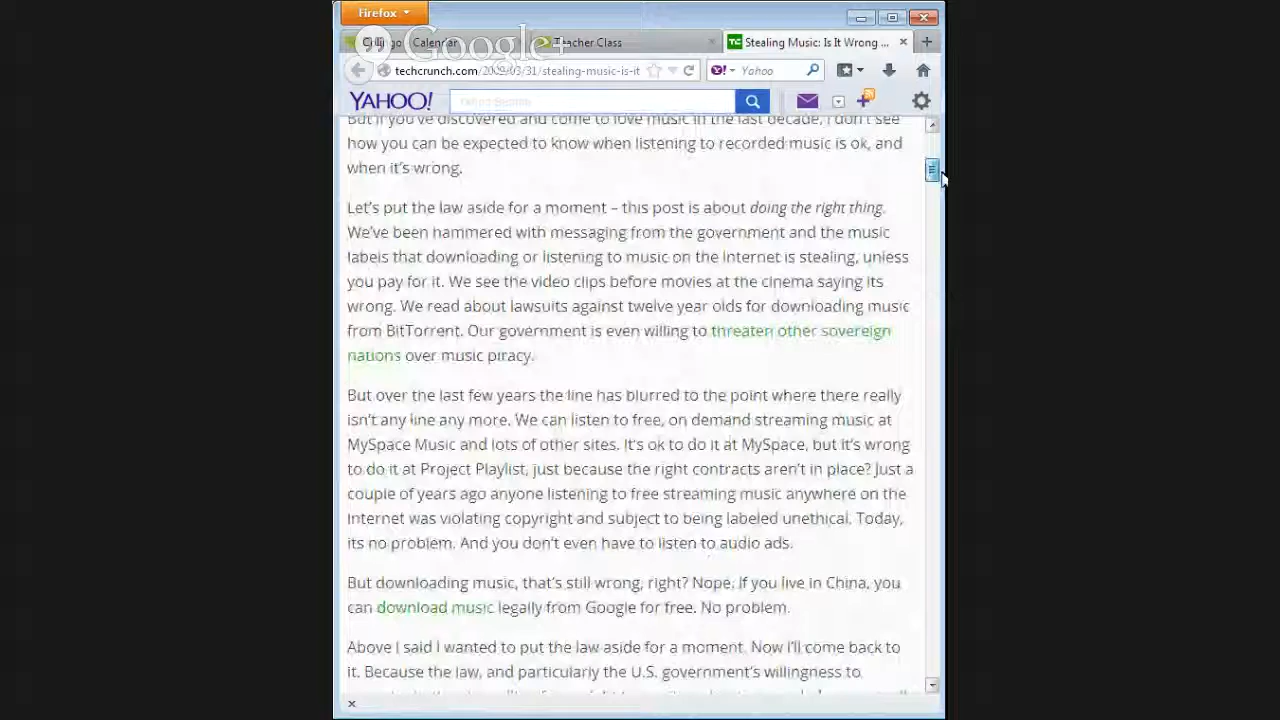 Firefox
Google+
Calendar
Teacher Class
Stealing Music: Is It Wrong ...
techcrunch.com/2009/03/31/stealing-music-is-it
Yahoo
YAHOO!
But if you've discovered and come to love music in the last decade, I don't see
how you can be expected to know when listening to recorded music is ok, and
when it's wrong.
Let's put the law aside for a moment – this post is about doing the right thing.
We've been hammered with messaging from the government and the music
labels that downloading or listening to music on the Internet is stealing, unless
you pay for it. We see the video clips before movies at the cinema saying its
wrong. We read about lawsuits against twelve year olds for downloading music
from BitTorrent. Our government is even willing to threaten other sovereign
nations over music piracy.
But over the last few years the line has blurred to the point where there really
isn't any line any more. We can listen to free, on demand streaming music at
MySpace Music and lots of other sites. It's ok to do it at MySpace, but it's wrong
to do it at Project Playlist, just because the right contracts aren't in place? Just a
couple of years ago anyone listening to free streaming music anywhere on the
Internet was violating copyright and subject to being labeled unethical. Today,
its no problem. And you don't even have to listen to audio ads.
But downloading music, that's still wrong, right? Nope. If you live in China, you
can download music legally from Google for free. No problem.
Above I said I wanted to put the law aside for a moment. Now I'll come back to
it. Because the law, and particularly the U.S. government's willingness to